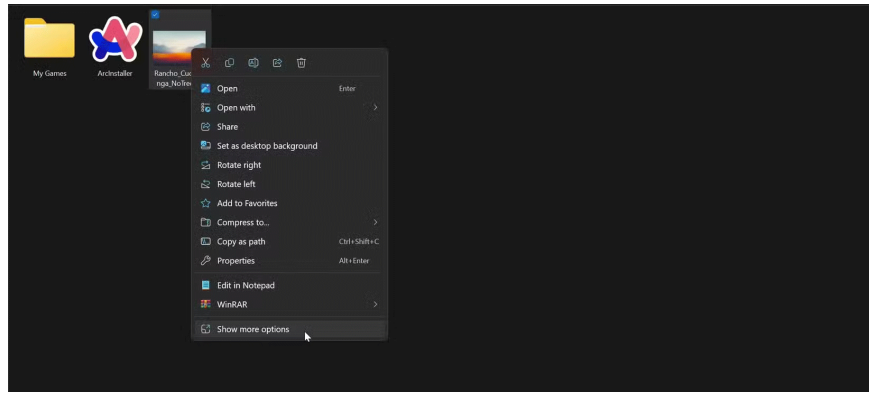 My Games
ArcInstaller
Rancho_Cuc
nga_NoTree
Open Enter
Open with
Share
Set as desktop background
Rotate right
Rotate left
Add to Favorites
Compress to...
Copy as path Ctrl+Shift+C
Properties Alt+Enter
Edit in Notepad
WinRAR
Show more options